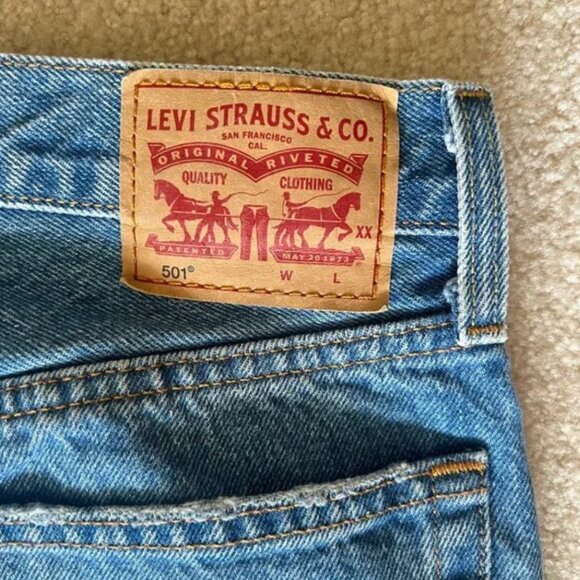 LEVI STRAUSS & CO.
SAN FRANCISCO
CAL.
ORIGINAL RIVETED
QUALITY CLOTHING
XX
PATENTED MAY 20 1873
501® W L